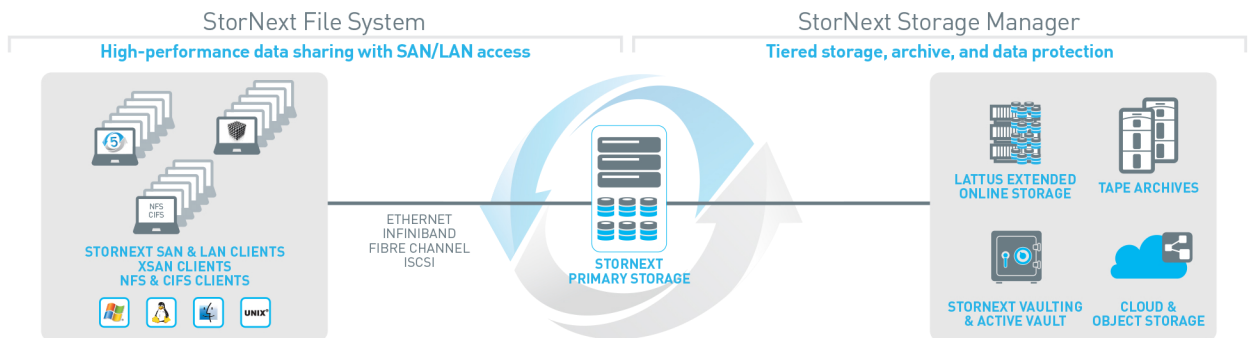 StorNext File System
High-performance data sharing with SAN/LAN access
StorNext Storage Manager
Tiered storage, archive, and data protection
5
NFS
CIFS
STORNEXT SAN & LAN CLIENTS
XSAN CLIENTS
NFS & CIFS CLIENTS
UNIX®
ETHERNET
INFINIBAND
FIBRE CHANNEL
ISCSI
STORNEXT
PRIMARY STORAGE
LATTUS EXTENDED
ONLINE STORAGE
TAPE ARCHIVES
STORNEXT VAULTING
& ACTIVE VAULT
CLOUD &
OBJECT STORAGE